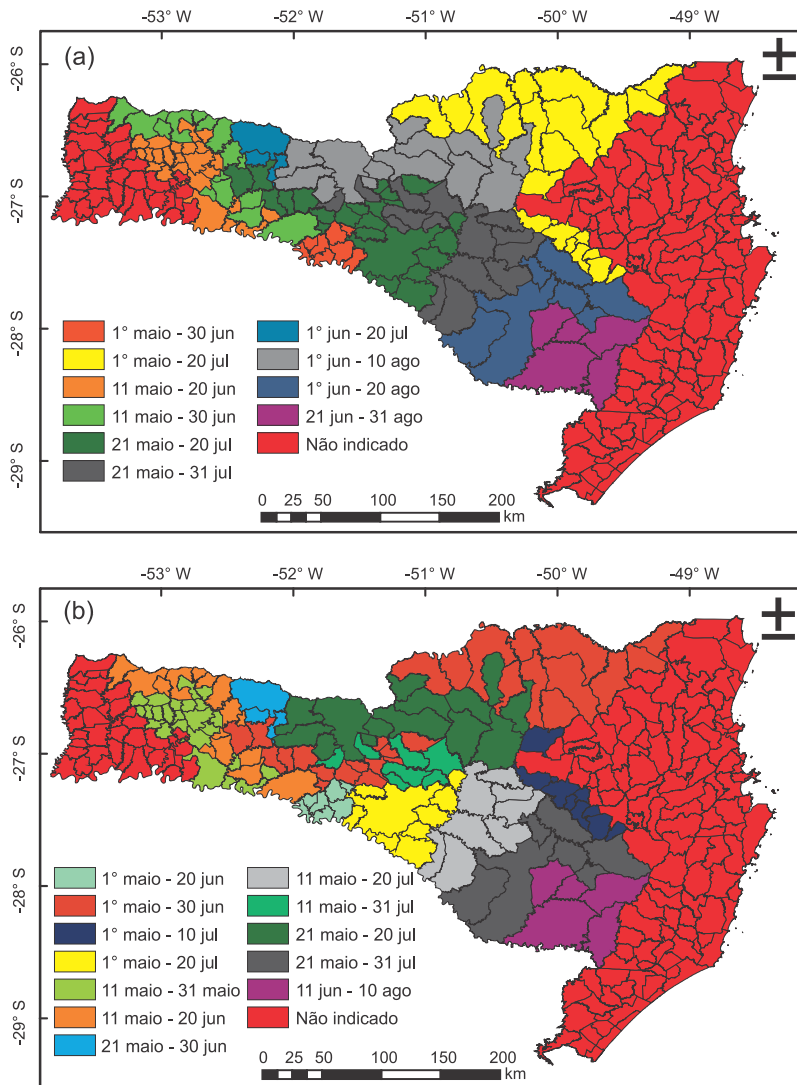 -53° W -52° W -51° W -50° W -49° W
(a)
-26° S
-27° S
-28° S
-29° S
1° maio - 30 jun
1° maio - 20 jul
11 maio - 20 jun
11 maio - 30 jun
21 maio - 20 jul
21 maio - 31 jul
1° jun - 20 jul
1° jun - 10 ago
1° jun - 20 ago
21 jun - 31 ago
Não indicado
0 25 50 100 150 200
km
-53° W -52° W -51° W -50° W -49° W
(b)
-26° S
-27° S
-28° S
-29° S
1° maio - 20 jun
1° maio - 30 jun
1° maio - 10 jul
1° maio - 20 jul
11 maio - 31 maio
11 maio - 20 jun
21 maio - 30 jun
11 maio - 20 jul
11 maio - 31 jul
21 maio - 20 jul
21 maio - 31 jul
11 jun - 10 ago
Não indicado
0 25 50 100 150 200
km